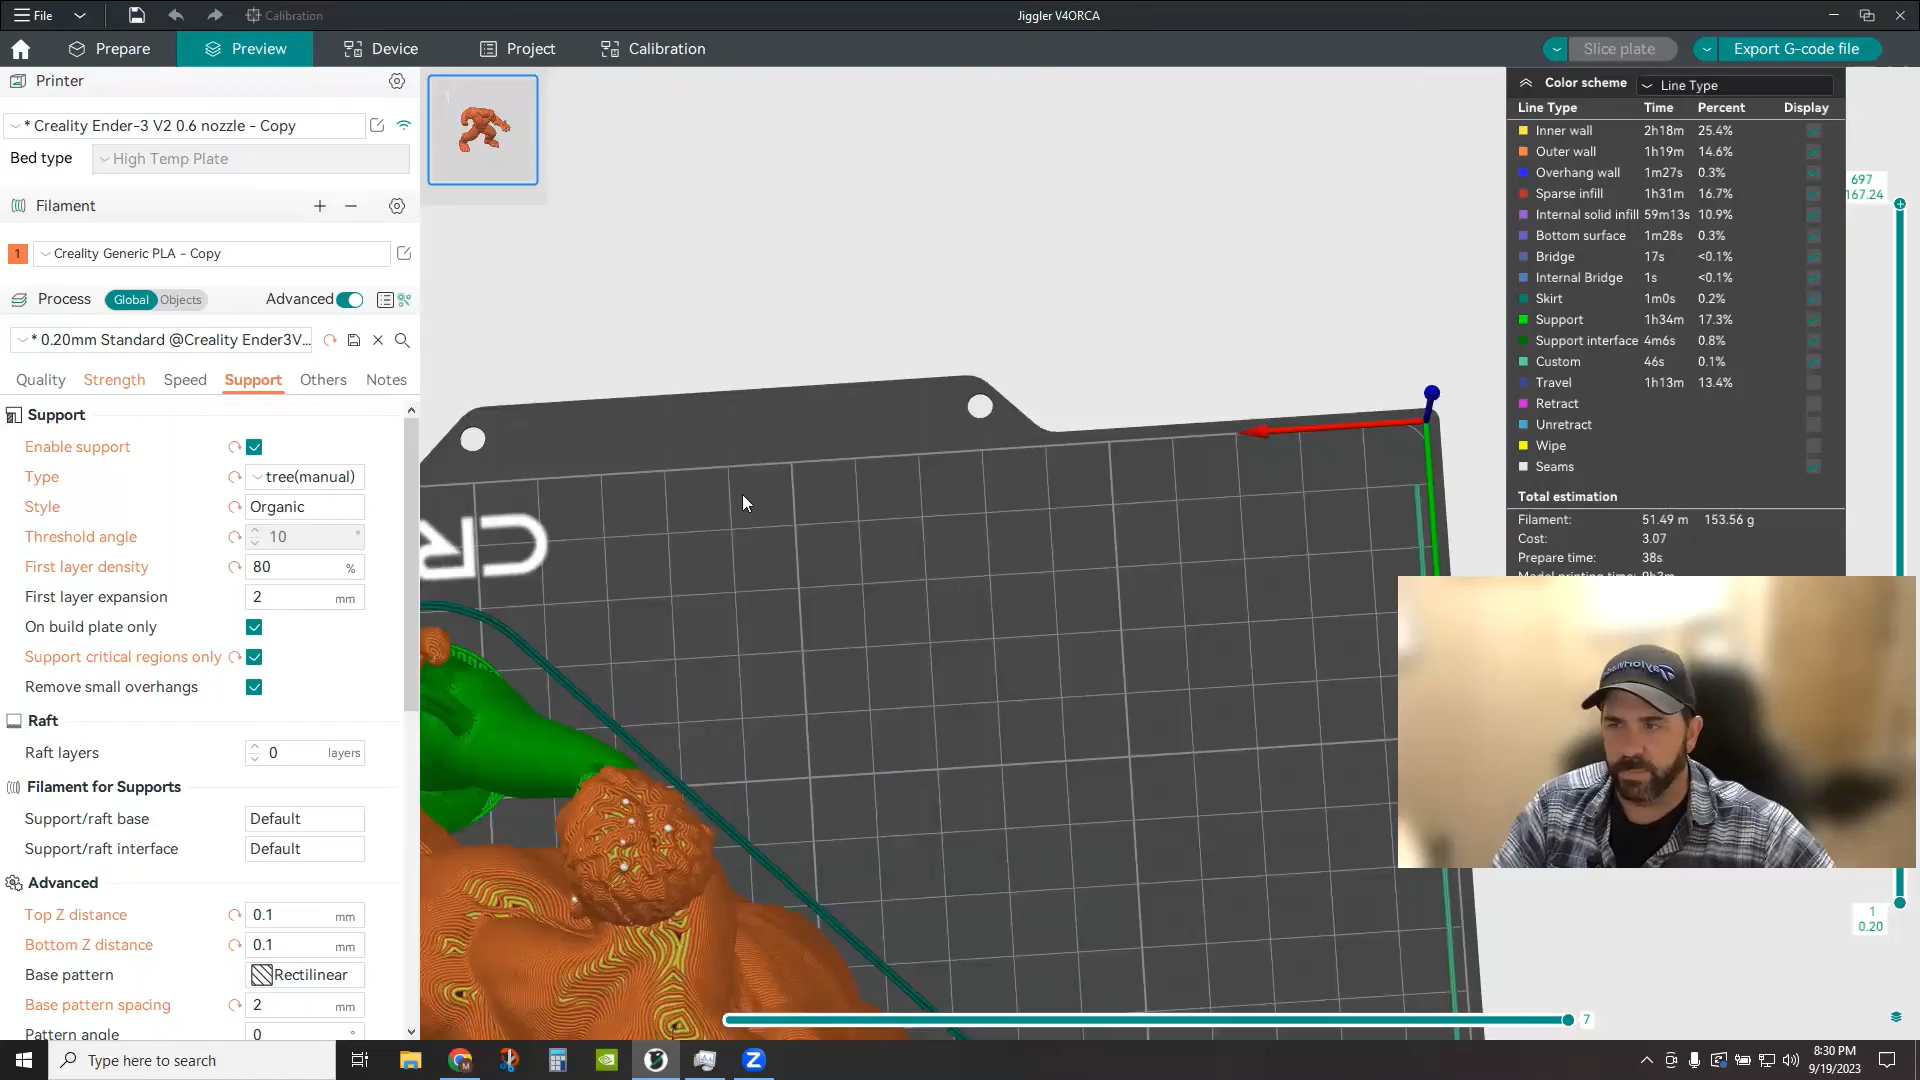 File
Calibration
Jiggler V4ORCA
Prepare
Preview
Device
Project
Calibration
Slice plate
Export G-code file
Printer
* Creality Ender-3 V2 0.6 nozzle - Copy
Bed type
High Temp Plate
Filament
1
Creality Generic PLA - Copy
Process
Global
Objects
Advanced
* 0.20mm Standard @Creality Ender3V...
Quality
Strength
Speed
Support
Others
Notes
Support
Enable support
Type
tree(manual)
Style
Organic
Threshold angle
10
°
First layer density
80
%
First layer expansion
2
mm
On build plate only
Support critical regions only
Remove small overhangs
Raft
Raft layers
0
layers
Filament for Supports
Support/raft base
Default
Support/raft interface
Default
Advanced
Top Z distance
0.1
mm
Bottom Z distance
0.1
mm
Base pattern
Rectilinear
Base pattern spacing
2
mm
Pattern angle
0
°
Color scheme
Line Type
Line Type Time Percent Display
Inner wall 2h18m 25.4%
Outer wall 1h19m 14.6%
Overhang wall 1m27s 0.3%
Sparse infill 1h31m 16.7%
Internal solid infill 59m13s 10.9%
Bottom surface 1m28s 0.3%
Bridge 17s <0.1%
Internal Bridge 1s <0.1%
Skirt 1m0s 0.2%
Support 1h34m 17.3%
Support interface 4m6s 0.8%
Custom 46s 0.1%
Travel 1h13m 13.4%
Retract
Unretract
Wipe
Seams
Total estimation
Filament: 51.49 m 153.56 g
Cost: 3.07
Prepare time: 38s
697
167.24
1
0.20
7
CR
Type here to search
8:30 PM
9/19/2023